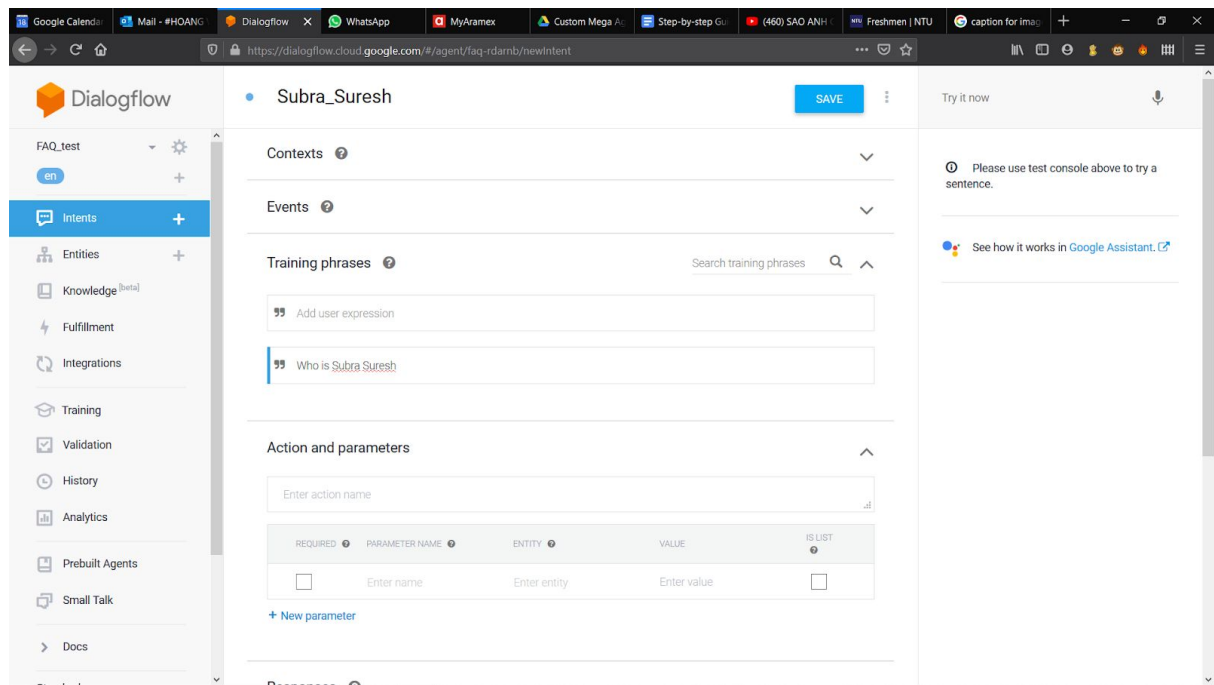 Google Calenda
Mail - #HOANG
Dialogflow
WhatsApp
MyAramex
Custom Mega Ag
Step-by-step Gu
(460) SAO ANH
NTU Freshmen | NTU
caption for imag
https://dialogflow.cloud.google.com/#/agent/faq-rdarnb/newIntent
Dialogflow
Subra_Suresh
SAVE
Try it now
FAQ_test
en
Contexts
Please use test console above to try a
sentence.
Intents
Events
Entities
See how it works in Google Assistant.
Training phrases
Search training phrases
Knowledge [beta]
Add user expression
Fulfillment
Integrations
Who is Subra Suresh
Training
Validation
Action and parameters
History
Enter action name
Analytics
REQUIRED PARAMETER NAME ENTITY VALUE IS LIST
Prebuilt Agents
Enter name Enter entity Enter value
Small Talk
+ New parameter
Docs
Responses